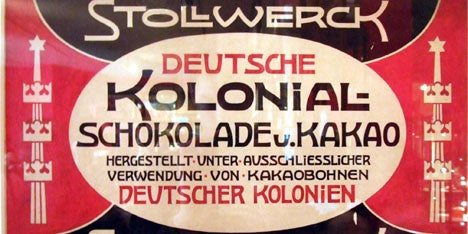 STOLLWERCK
DEUTSCHE
KOLONIAL-
SCHOKOLADE u. KAKAO
HERGESTELLT · UNTER · AUSSCHLIESSLICHER
VERWENDUNG · VON · KAKAOBOHNEN
DEUTSCHER KOLONIEN